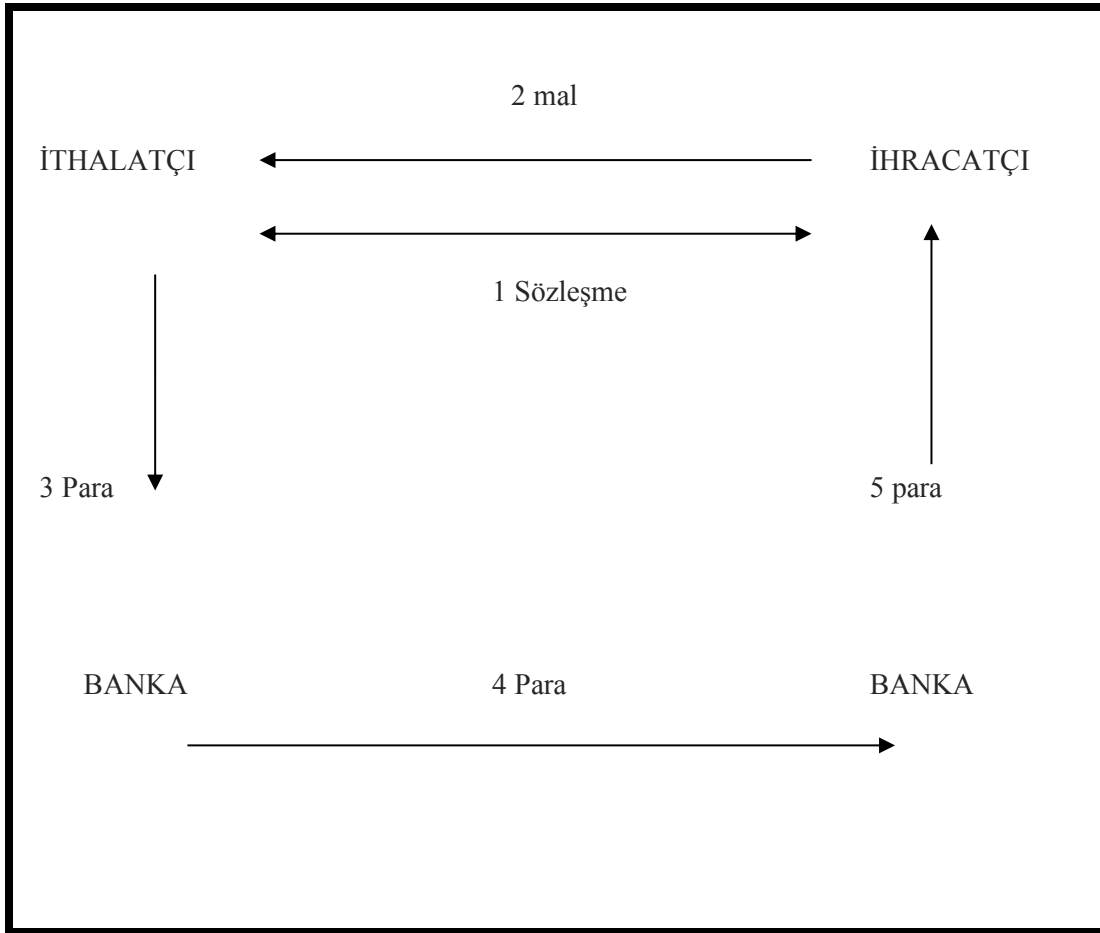 2 mal
İTHALATÇI İHRACATÇI
1 Sözleşme
3 Para 5 para
BANKA 4 Para BANKA